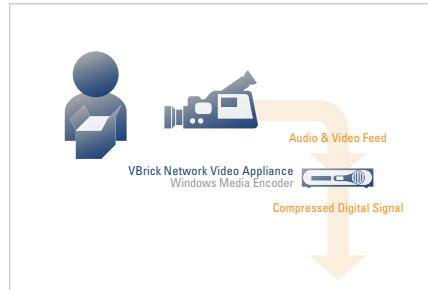 Audio & Video Feed
VBrick Network Video Appliance
Windows Media Encoder
Compressed Digital Signal